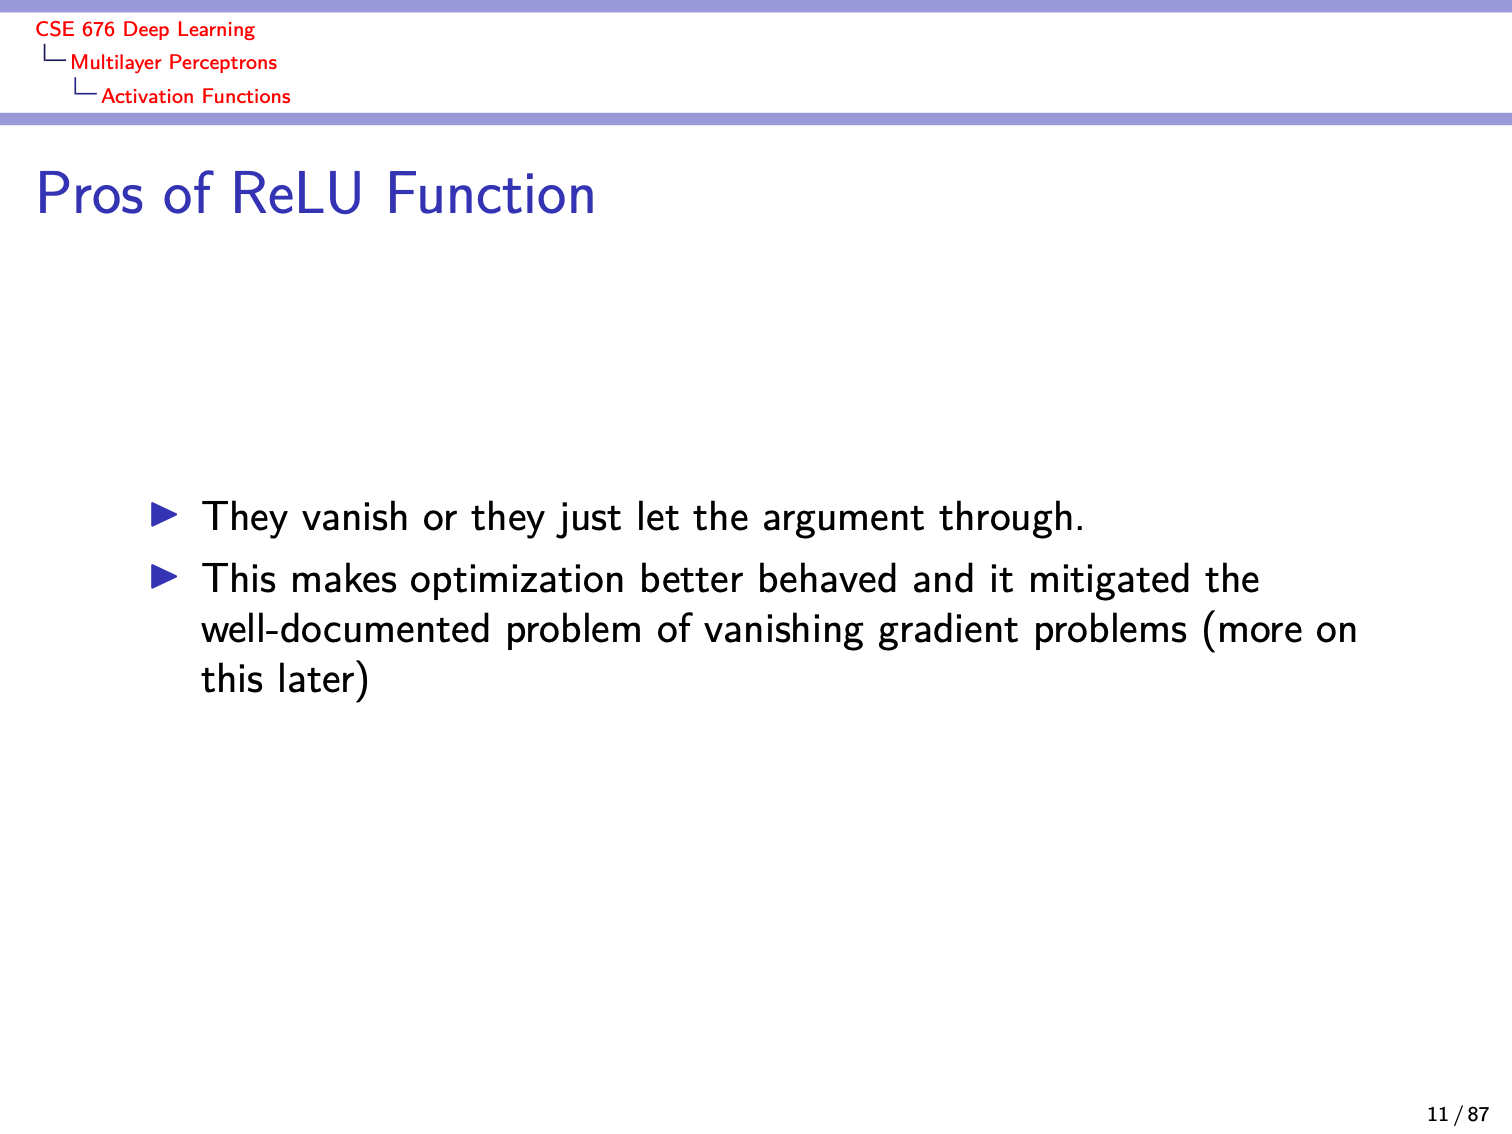 CSE 676 Deep Learning
Multilayer Perceptrons
Activation Functions
Pros of ReLU Function
They vanish or they just let the argument through.
This makes optimization better behaved and it mitigated the
well-documented problem of vanishing gradient problems (more on
this later)
11 / 87